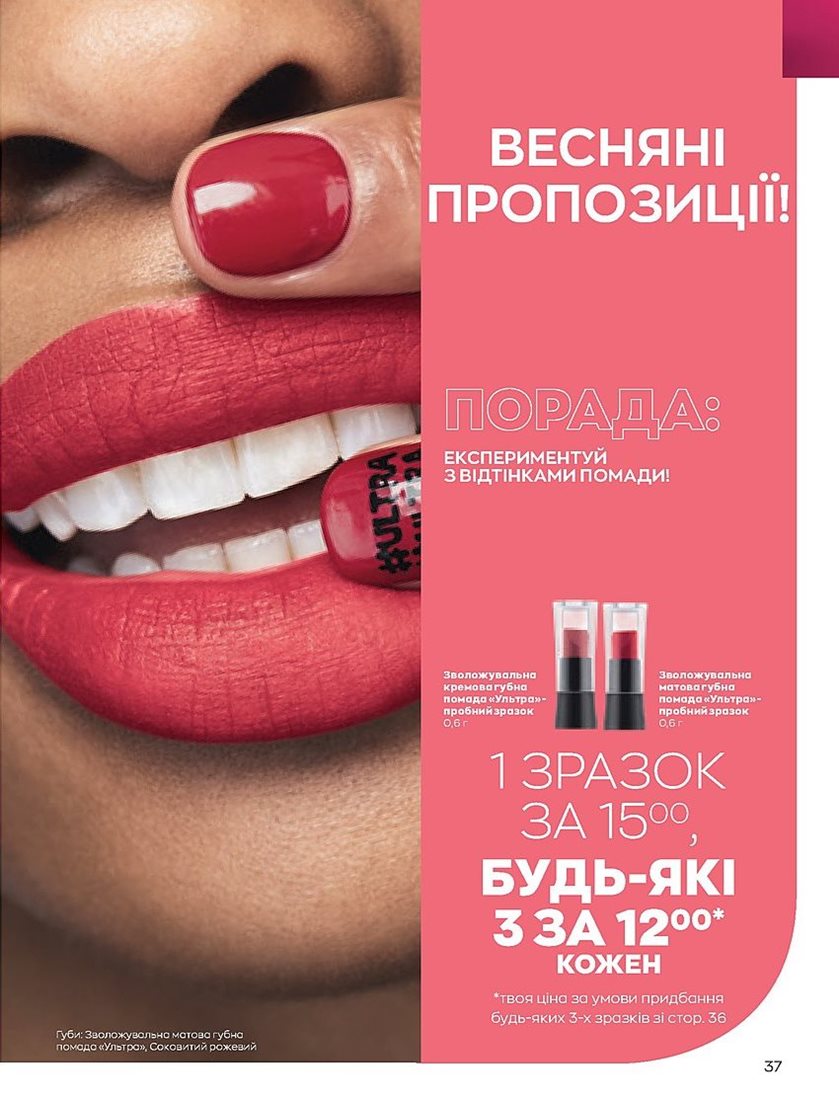 ВЕСНЯНІ
ПРОПОЗИЦІЇ!
ПОРАДА:
ЕКСПЕРИМЕНТУЙ
З ВІДТІНКАМИ ПОМАДИ!
#ULTRA
Зволожувальна
кремова губна
помада «Ультра»-
пробний зразок
0,6 г
Зволожувальна
матова губна
помада «Ультра»-
пробний зразок
0,6 г
1 ЗРАЗОК
ЗА 15⁰⁰,
БУДЬ-ЯКІ
3 ЗА 12⁰⁰*
КОЖЕН
*твоя ціна за умови придбання
будь-яких 3-х зразків зі стор. 36
Губи: Зволожувальна матова губна
помада «Ультра», Соковитий рожевий
37